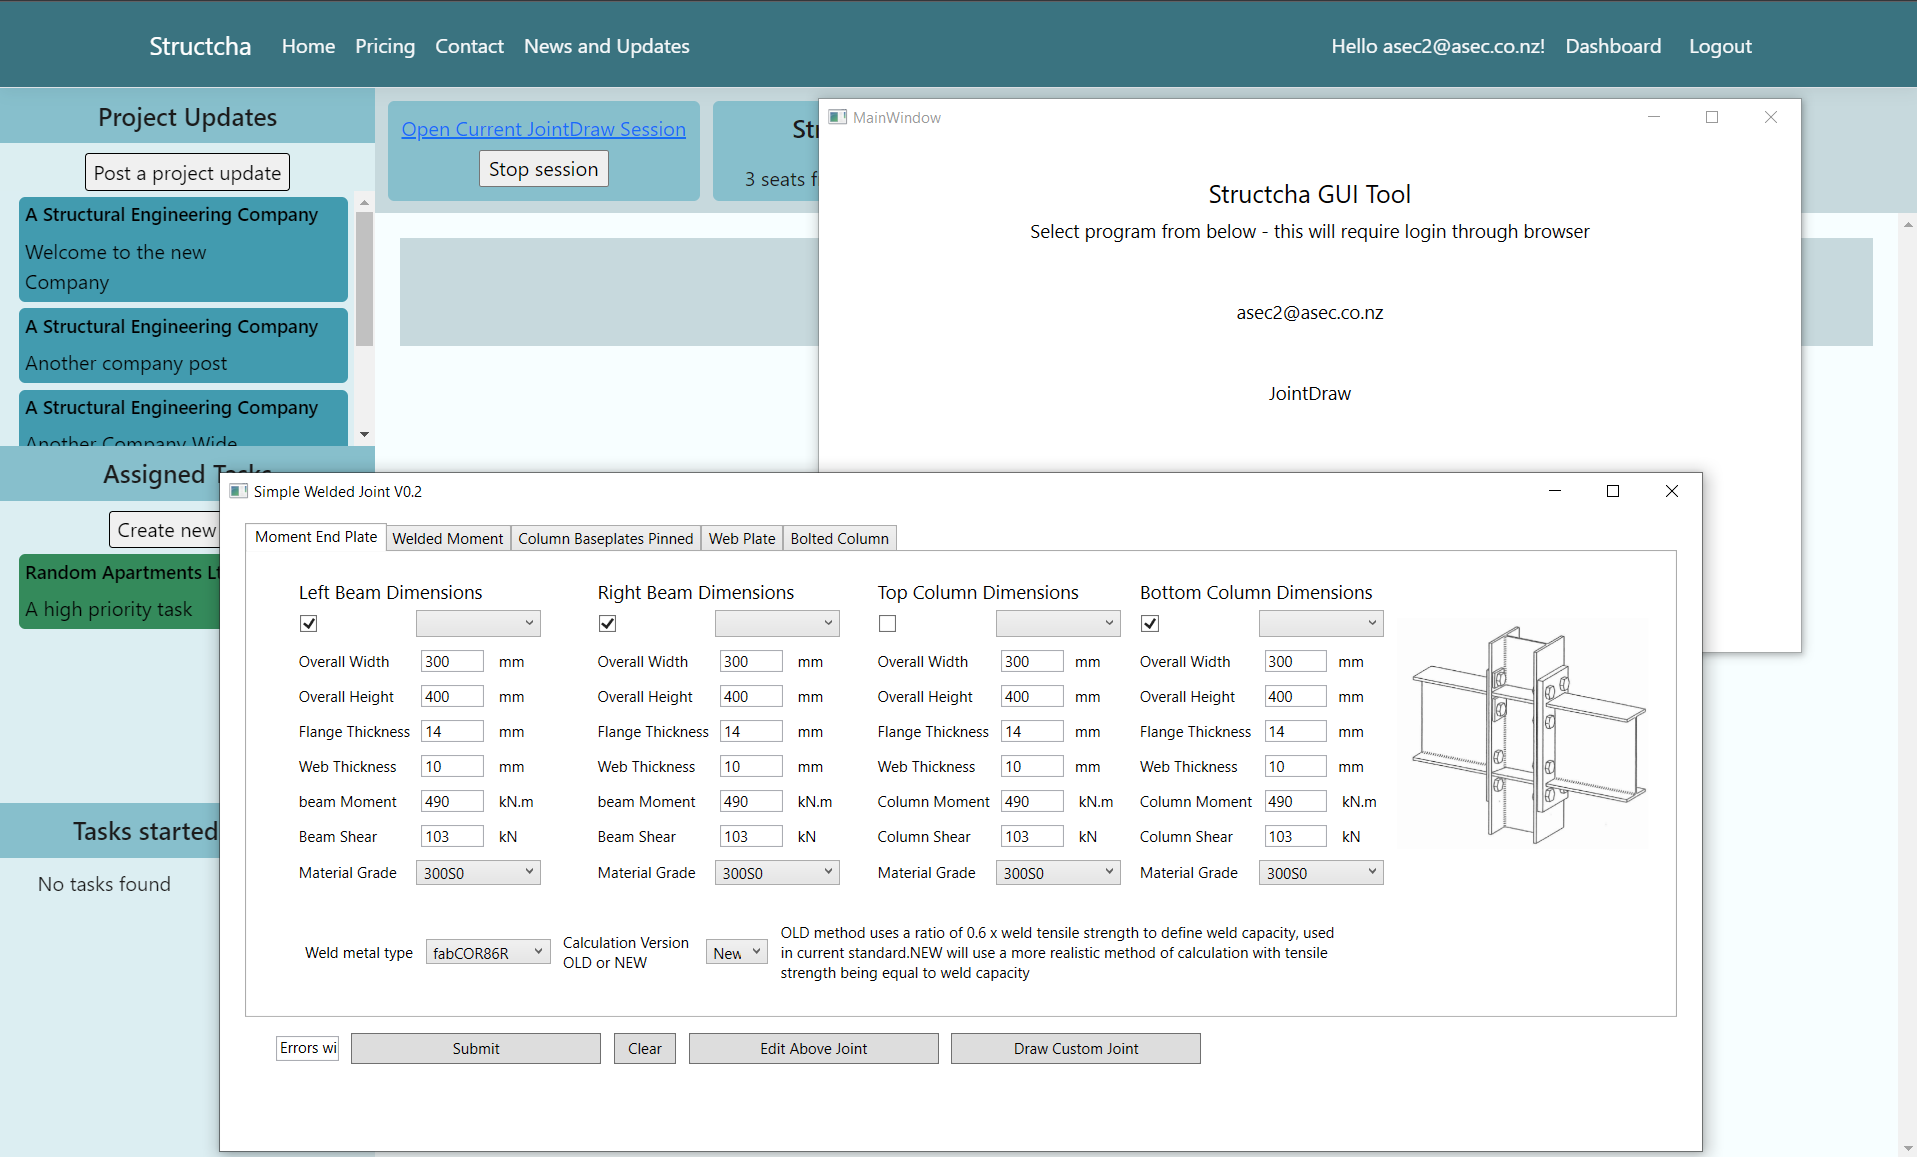 Structcha Home Pricing Contact News and Updates Hello asec2@asec.co.nz! Dashboard Logout
Project Updates
Post a project update
A Structural Engineering Company
Welcome to the new
Company
A Structural Engineering Company
Another company post
A Structural Engineering Company
Another Company Wide
Assigned Tasks
Create new
Random Apartments Lt
A high priority task
Tasks started
No tasks found
Open Current JointDraw Session
Stop session
3 seats
MainWindow
Structcha GUI Tool
Select program from below - this will require login through browser
asec2@asec.co.nz
JointDraw
Simple Welded Joint V0.2
Moment End Plate Welded Moment Column Baseplates Pinned Web Plate Bolted Column
Left Beam Dimensions Right Beam Dimensions Top Column Dimensions Bottom Column Dimensions
Overall Width 300 mm Overall Width 300 mm Overall Width 300 mm Overall Width 300 mm
Overall Height 400 mm Overall Height 400 mm Overall Height 400 mm Overall Height 400 mm
Flange Thickness 14 mm Flange Thickness 14 mm Flange Thickness 14 mm Flange Thickness 14 mm
Web Thickness 10 mm Web Thickness 10 mm Web Thickness 10 mm Web Thickness 10 mm
beam Moment 490 kN.m beam Moment 490 kN.m Column Moment 490 kN.m Column Moment 490 kN.m
Beam Shear 103 kN Beam Shear 103 kN Column Shear 103 kN Column Shear 103 kN
Material Grade 300S0 Material Grade 300S0 Material Grade 300S0 Material Grade 300S0
Weld metal type fabCOR86R
Calculation Version
OLD or NEW
New
OLD method uses a ratio of 0.6 x weld tensile strength to define weld capacity, used
in current standard.NEW will use a more realistic method of calculation with tensile
strength being equal to weld capacity
Errors wi Submit Clear Edit Above Joint Draw Custom Joint